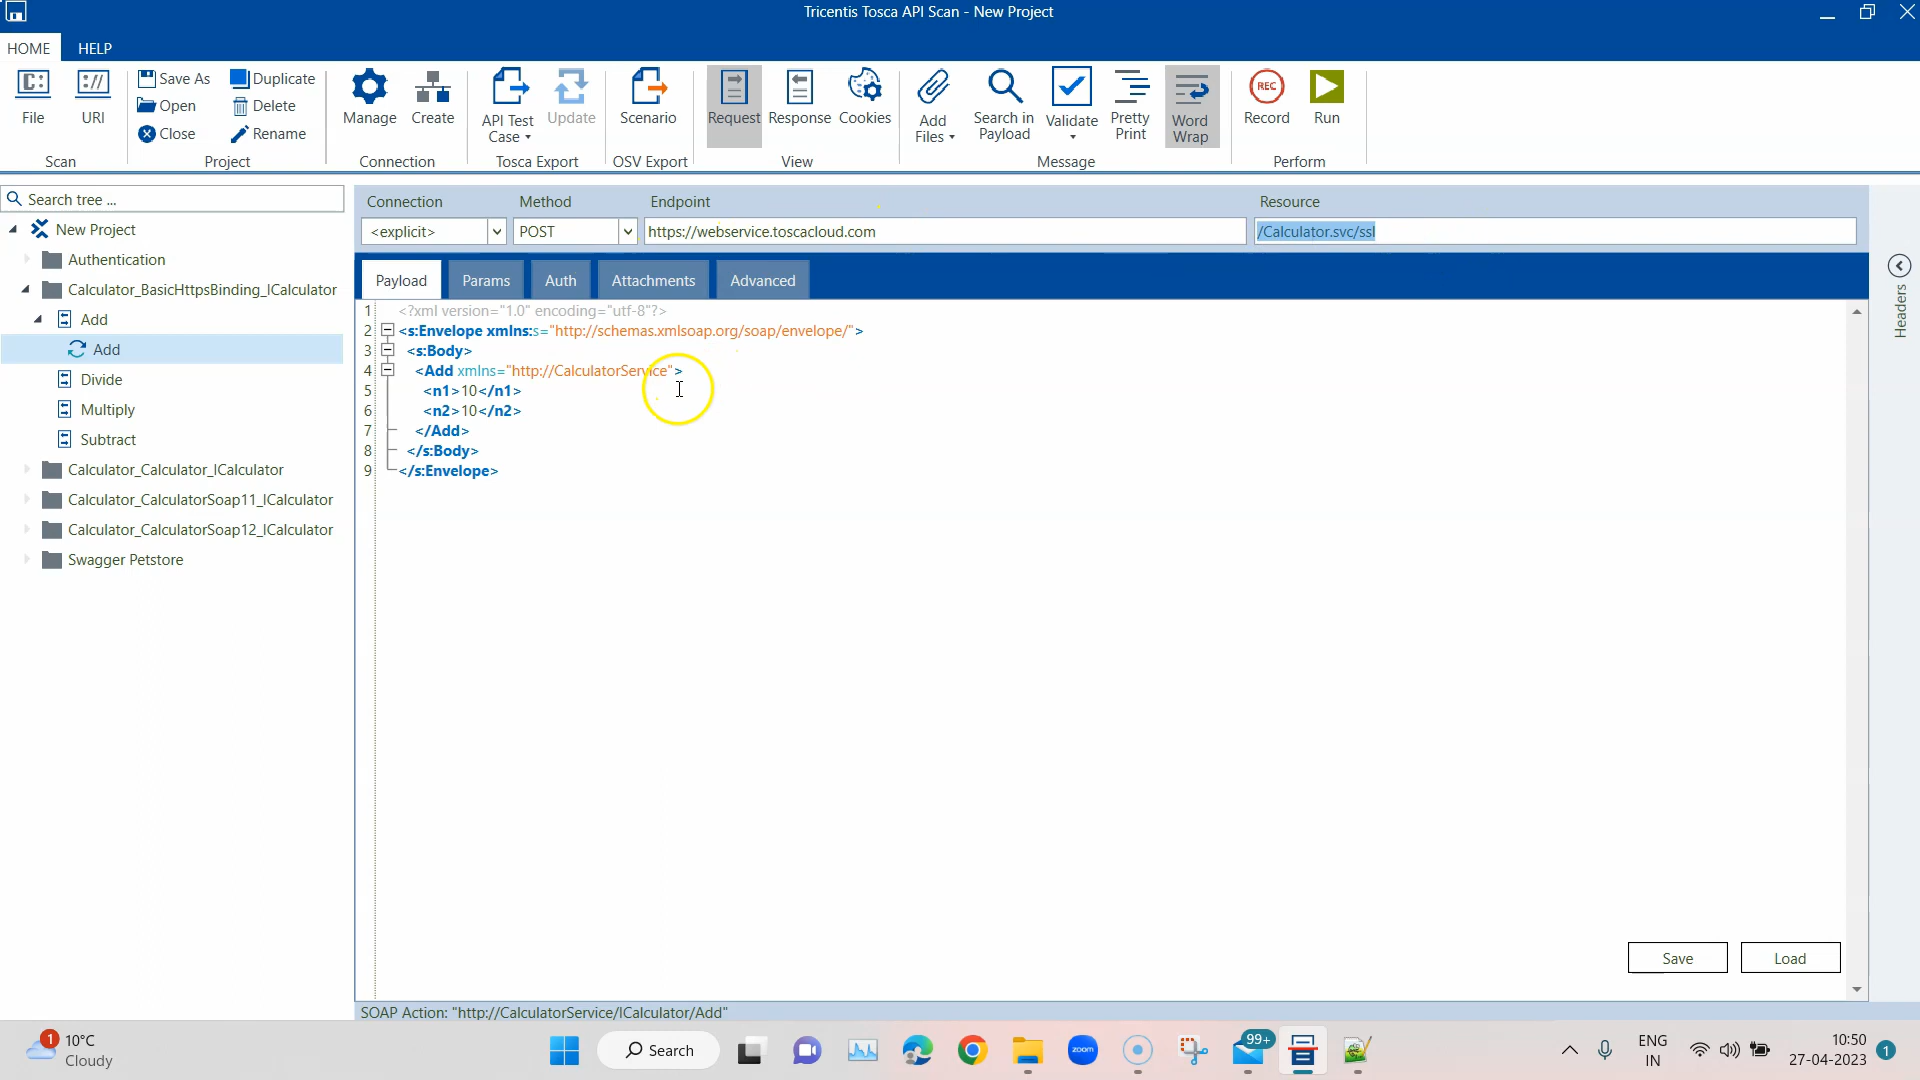 Tricentis Tosca API Scan - New Project
HOME HELP
File URI
Scan
Save As Duplicate
Open Delete
Close Rename
Project
Manage Create
Connection
API Test Case Update
Tosca Export
Scenario
OSV Export
Request Response Cookies
View
Add Files Search in Payload Validate Pretty Print Word Wrap
Message
REC
Record Run
Perform
Search tree ...
New Project
Authentication
Calculator_BasicHttpsBinding_ICalculator
Add
Add
Divide
Multiply
Subtract
Calculator_Calculator_ICalculator
Calculator_CalculatorSoap11_ICalculator
Calculator_CalculatorSoap12_ICalculator
Swagger Petstore
Connection Method Endpoint Resource
<explicit> POST https://webservice.toscacloud.com /Calculator.svc/ssl
Payload Params Auth Attachments Advanced
Headers
1 <?xml version="1.0" encoding="utf-8"?>
2 <s:Envelope xmlns:s="http://schemas.xmlsoap.org/soap/envelope/">
3 <s:Body>
4 <Add xmlns="http://CalculatorService">
5 <n1>10</n1>
6 <n2>10</n2>
7 </Add>
8 </s:Body>
9 </s:Envelope>
Save Load
SOAP Action: "http://CalculatorService/ICalculator/Add"
1
10°C
Cloudy
Search
zoom
99+
ENG
IN
10:50
27-04-2023
1